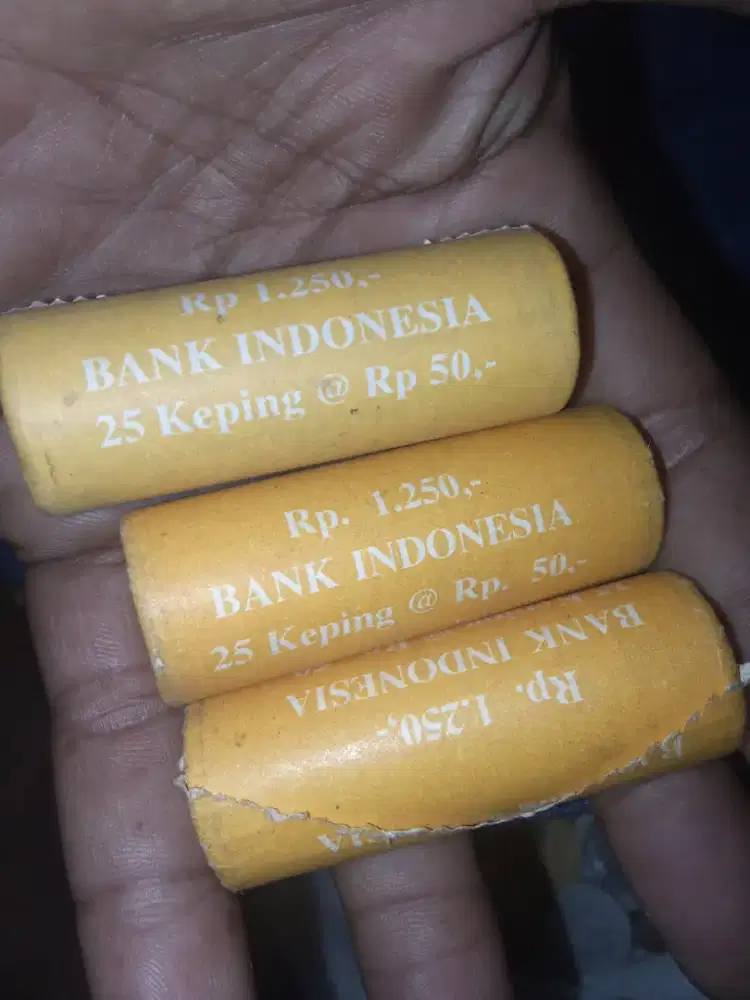 Rp 1.250,-
BANK INDONESIA
25 Keping @ Rp 50,-
Rp. 1.250,-
BANK INDONESIA
25 Keping @ Rp. 50,-
Rp. 1.250,-
BANK INDONESIA